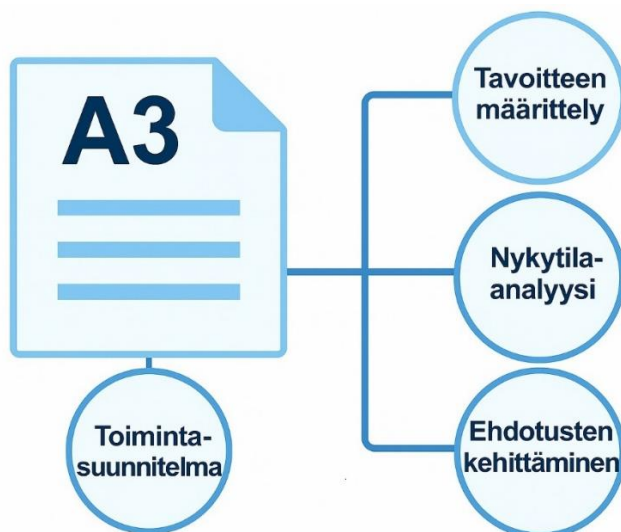 A3
Tavoitteen
määrittely
Nykytila-
analyysi
Ehdotusten
kehittäminen
Toiminta-
suunnitelma